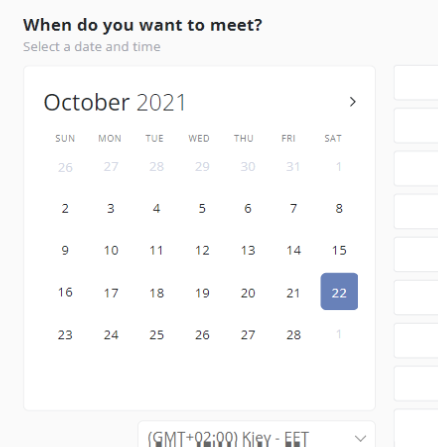 When do you want to meet?
Select a date and time
October 2021
SUN MON TUE WED THU FRI SAT
26 27 28 29 30 31 1
2 3 4 5 6 7 8
9 10 11 12 13 14 15
16 17 18 19 20 21 22
23 24 25 26 27 28 1
(GMT+02:00) Kiev - EET